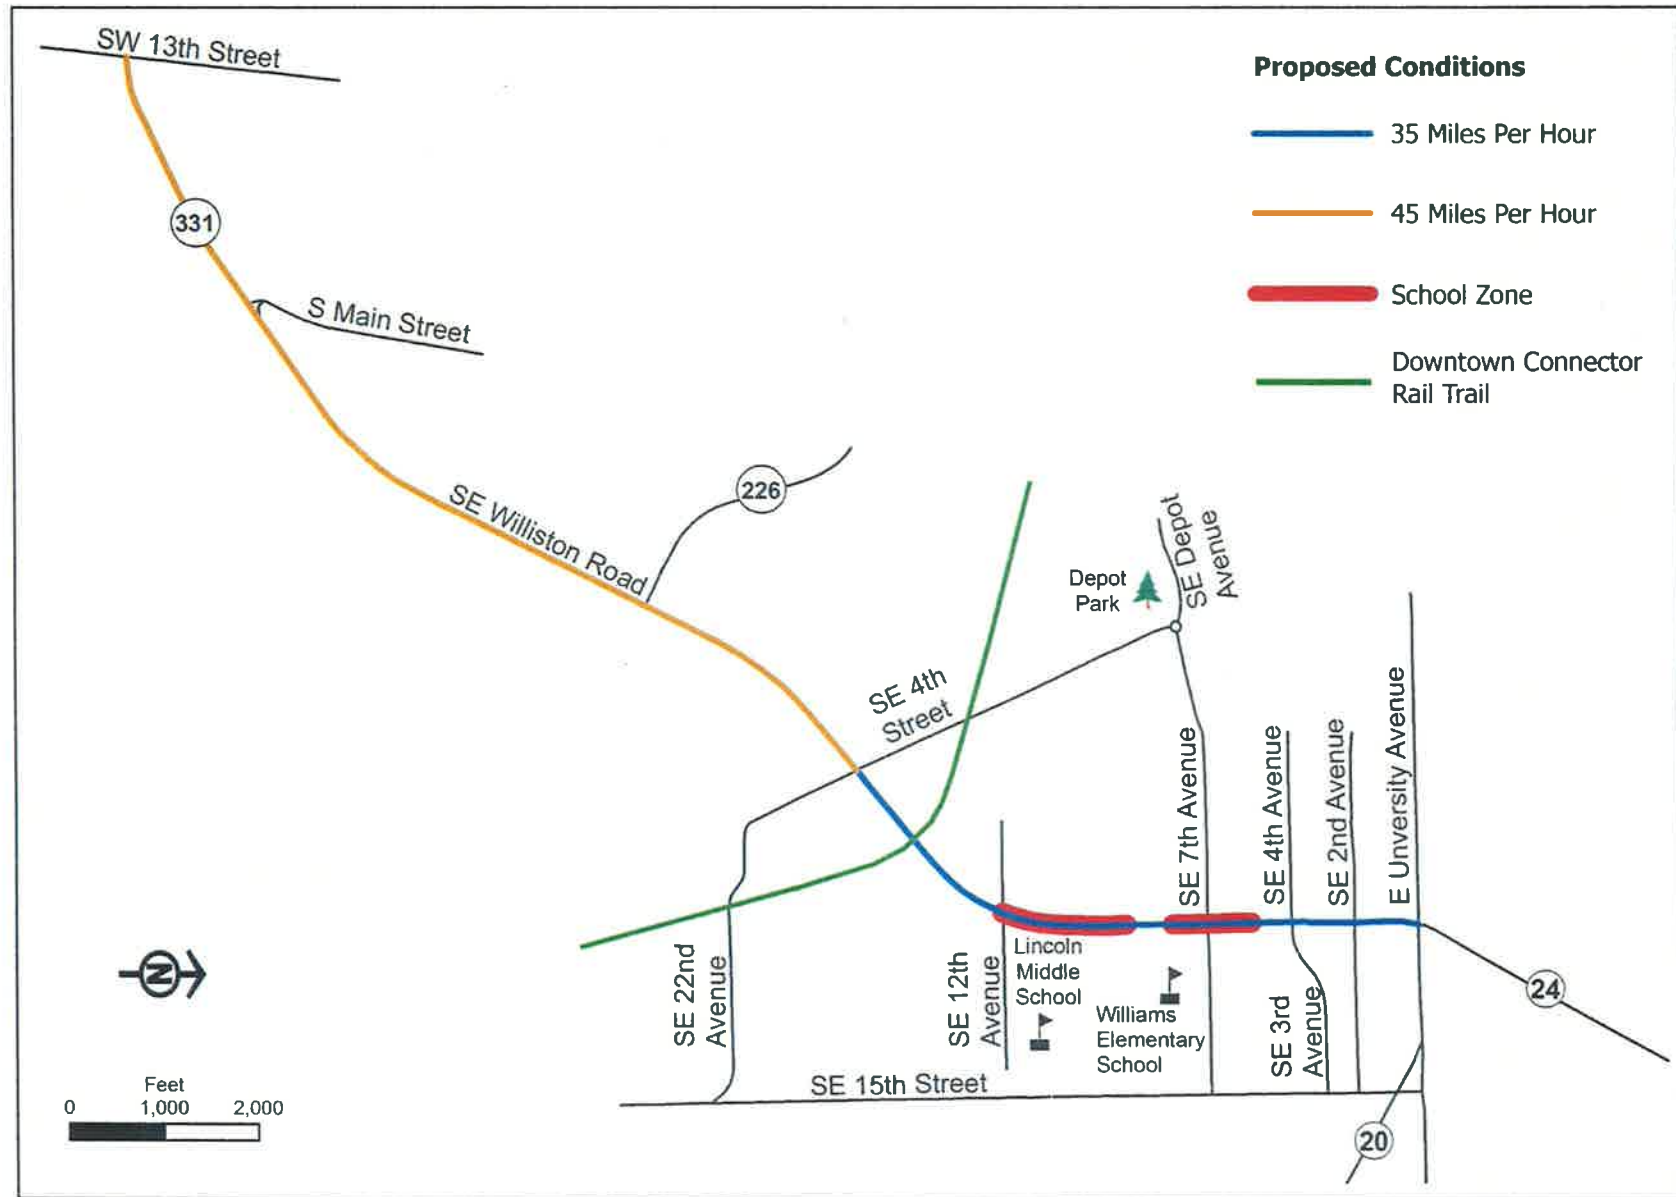 SW 13th Street
Proposed Conditions
35 Miles Per Hour
45 Miles Per Hour
School Zone
Downtown Connector
Rail Trail
331
S Main Street
226
SE Williston Road
SE Depot
Avenue
Depot
Park
SE 4th
Street
SE 7th Avenue
SE 4th Avenue
SE 2nd Avenue
E Unversity Avenue
SE 22nd
Avenue
SE 12th
Avenue
Lincoln
Middle
School
Williams
Elementary
School
SE 3rd
Avenue
24
N
SE 15th Street
20
Feet
0 1,000 2,000